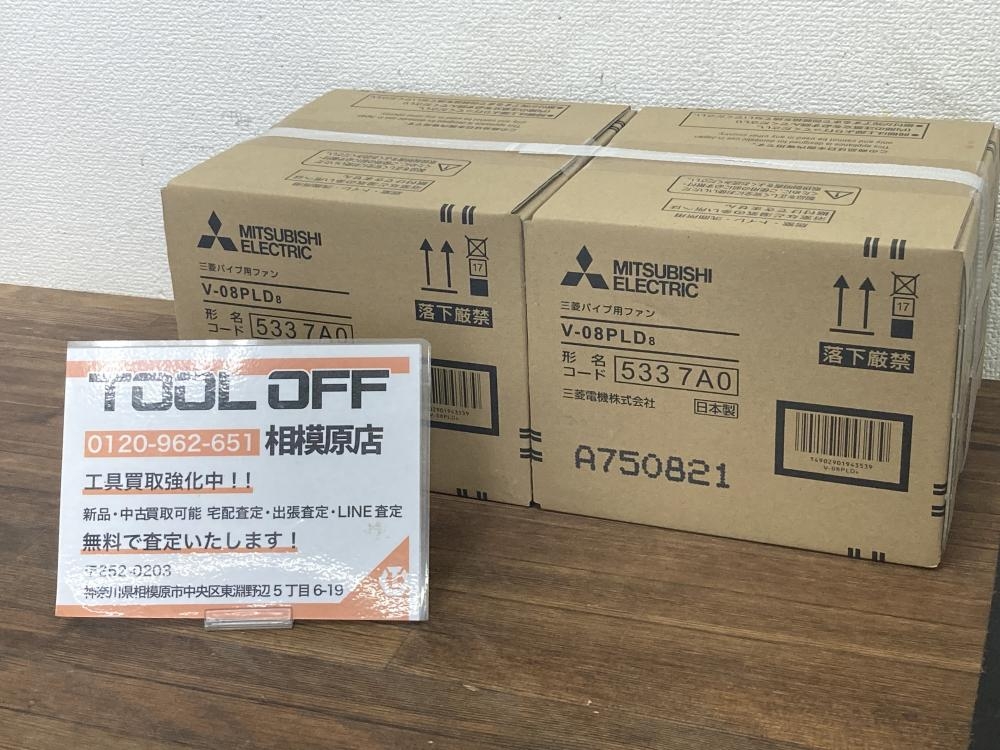 MITSUBISHI
ELECTRIC
三菱パイプ用ファン
V-08PLD8
形名
コード 5337A0
17
落下厳禁
V-08PLD8
MITSUBISHI
ELECTRIC
三菱パイプ用ファン
V-08PLD8
形名
コード 5337A0
三菱電機株式会社 日本製
17
落下厳禁
A750821
4902901943539
V-08PLD8
TOOL OFF
0120-962-651 相模原店
工具買取強化中!!
新品・中古買取可能 宅配査定・出張査定・LINE査定
無料で査定いたします!
〒252-0203
神奈川県相模原市中央区東淵野辺5丁目6-19